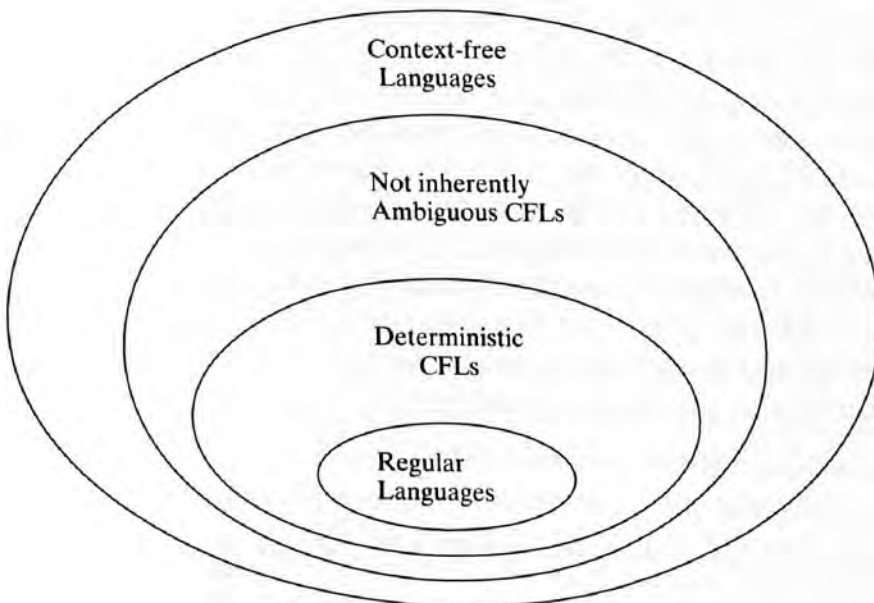 Context-free
Languages
Not inherently
Ambiguous CFLs
Deterministic
CFLs
Regular
Languages